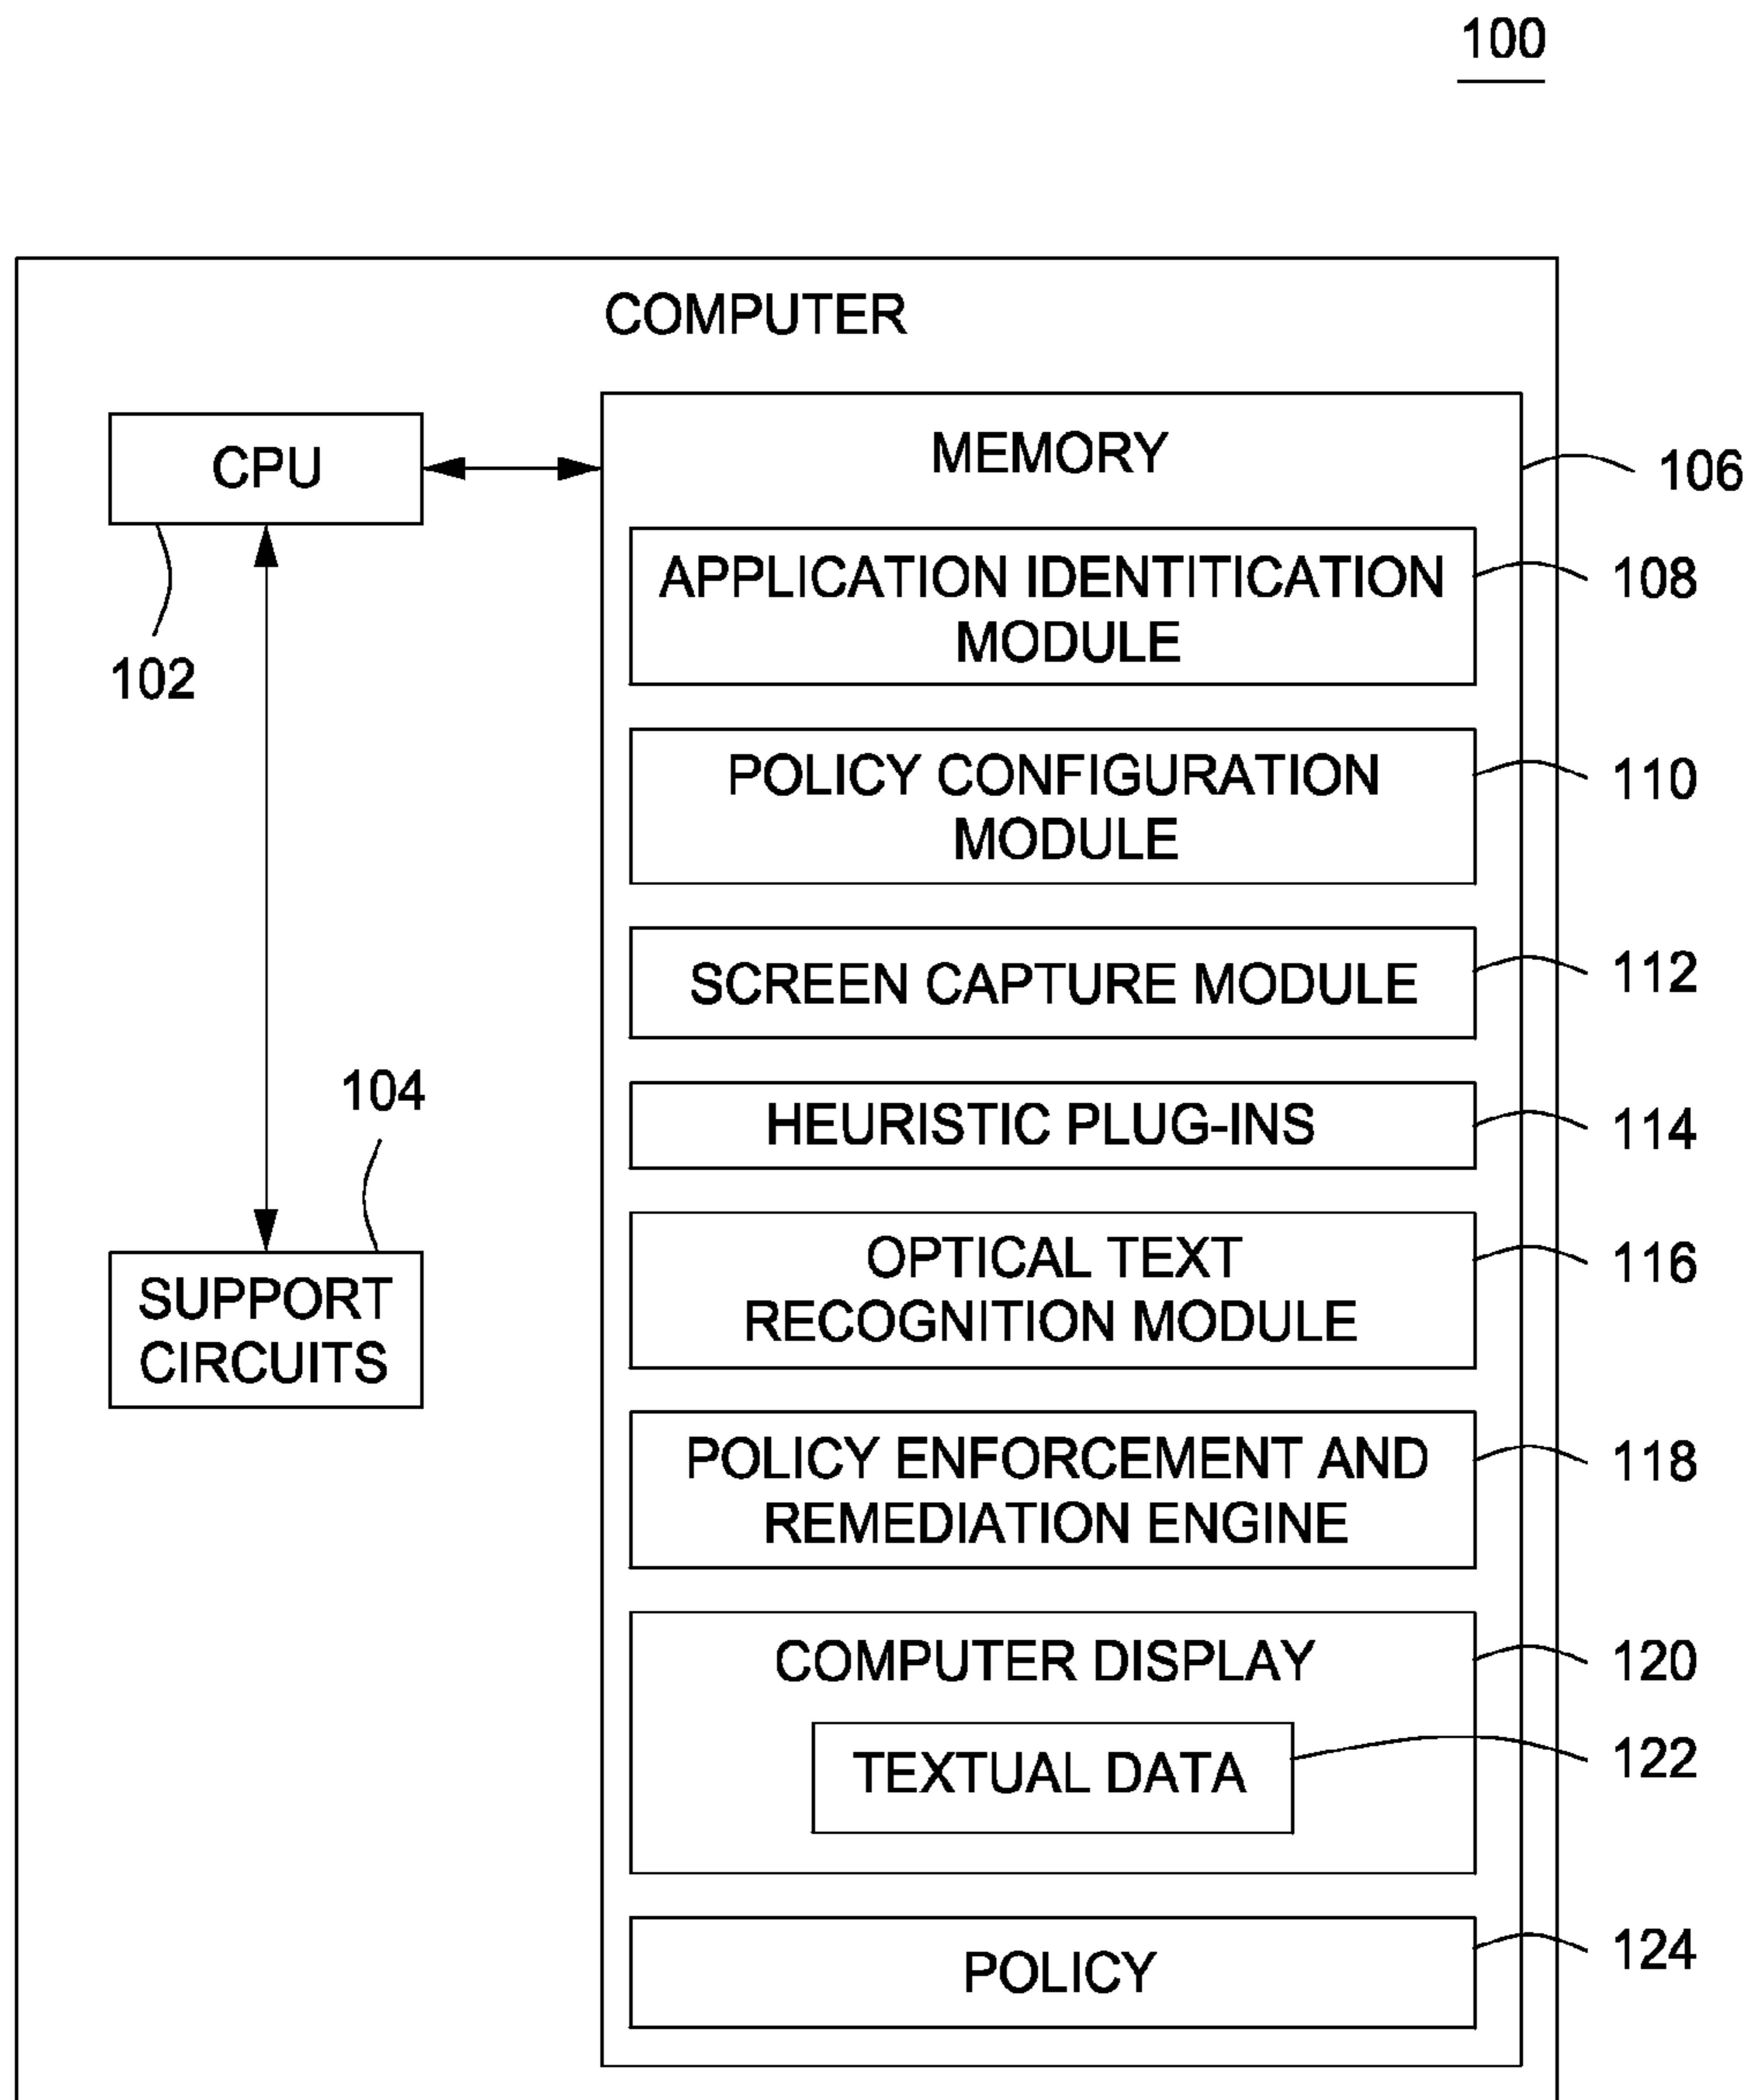 100
COMPUTER
CPU
102
104
SUPPORT
CIRCUITS
MEMORY
106
APPLICATION IDENTITICATION
MODULE
108
POLICY CONFIGURATION
MODULE
110
SCREEN CAPTURE MODULE
112
HEURISTIC PLUG-INS
114
OPTICAL TEXT
RECOGNITION MODULE
116
POLICY ENFORCEMENT AND
REMEDIATION ENGINE
118
COMPUTER DISPLAY
120
TEXTUAL DATA
122
POLICY
124